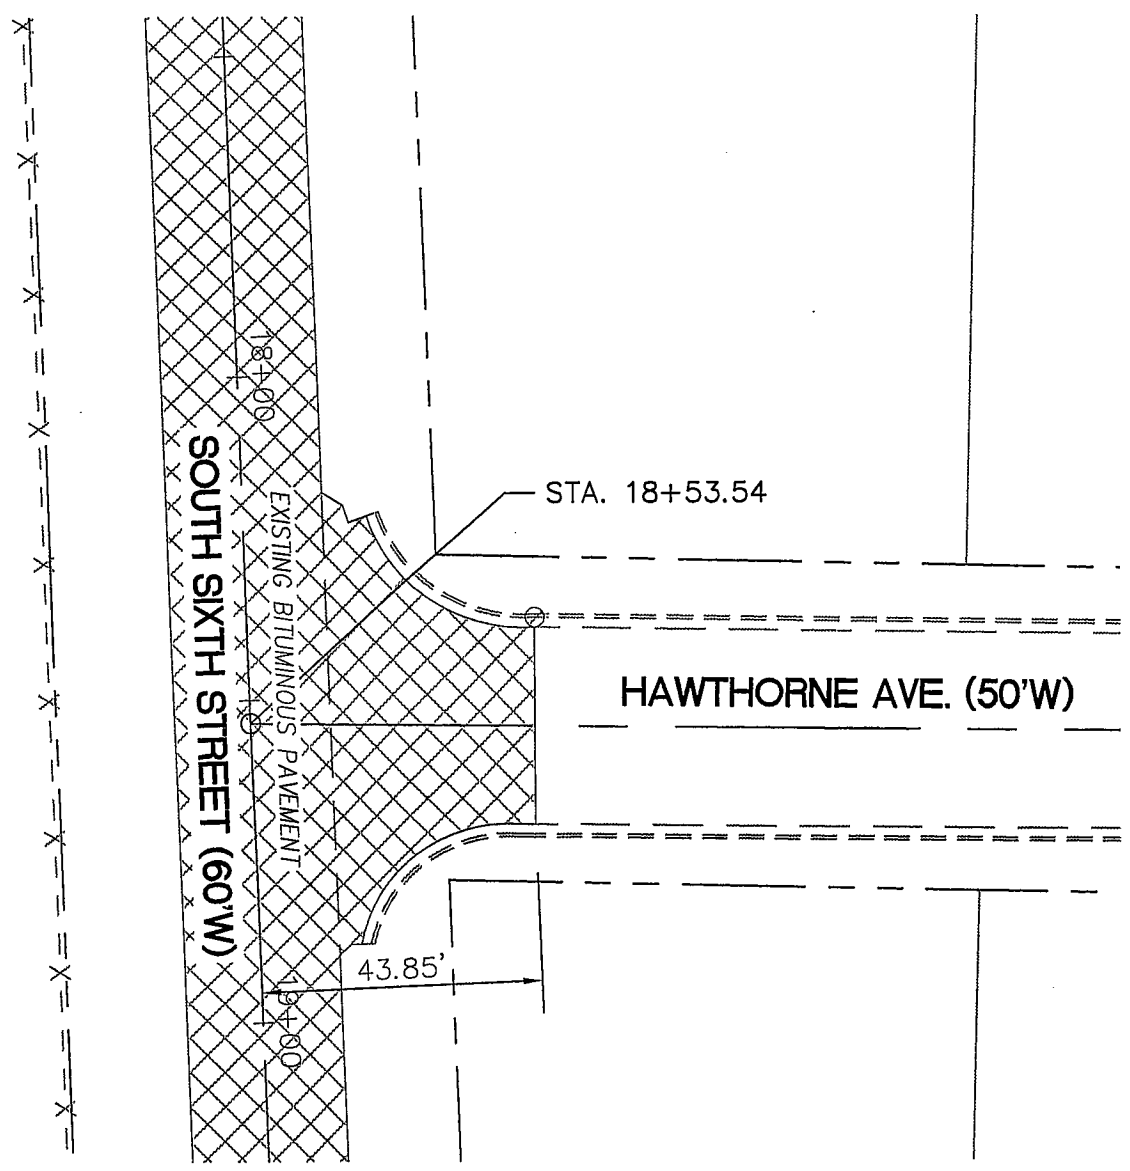 18+00
STA. 18+53.54
SOUTH SIXTH STREET (60'W)
EXISTING BITUMINOUS PAVEMENT
HAWTHORNE AVE. (50'W)
43.85'
19+00